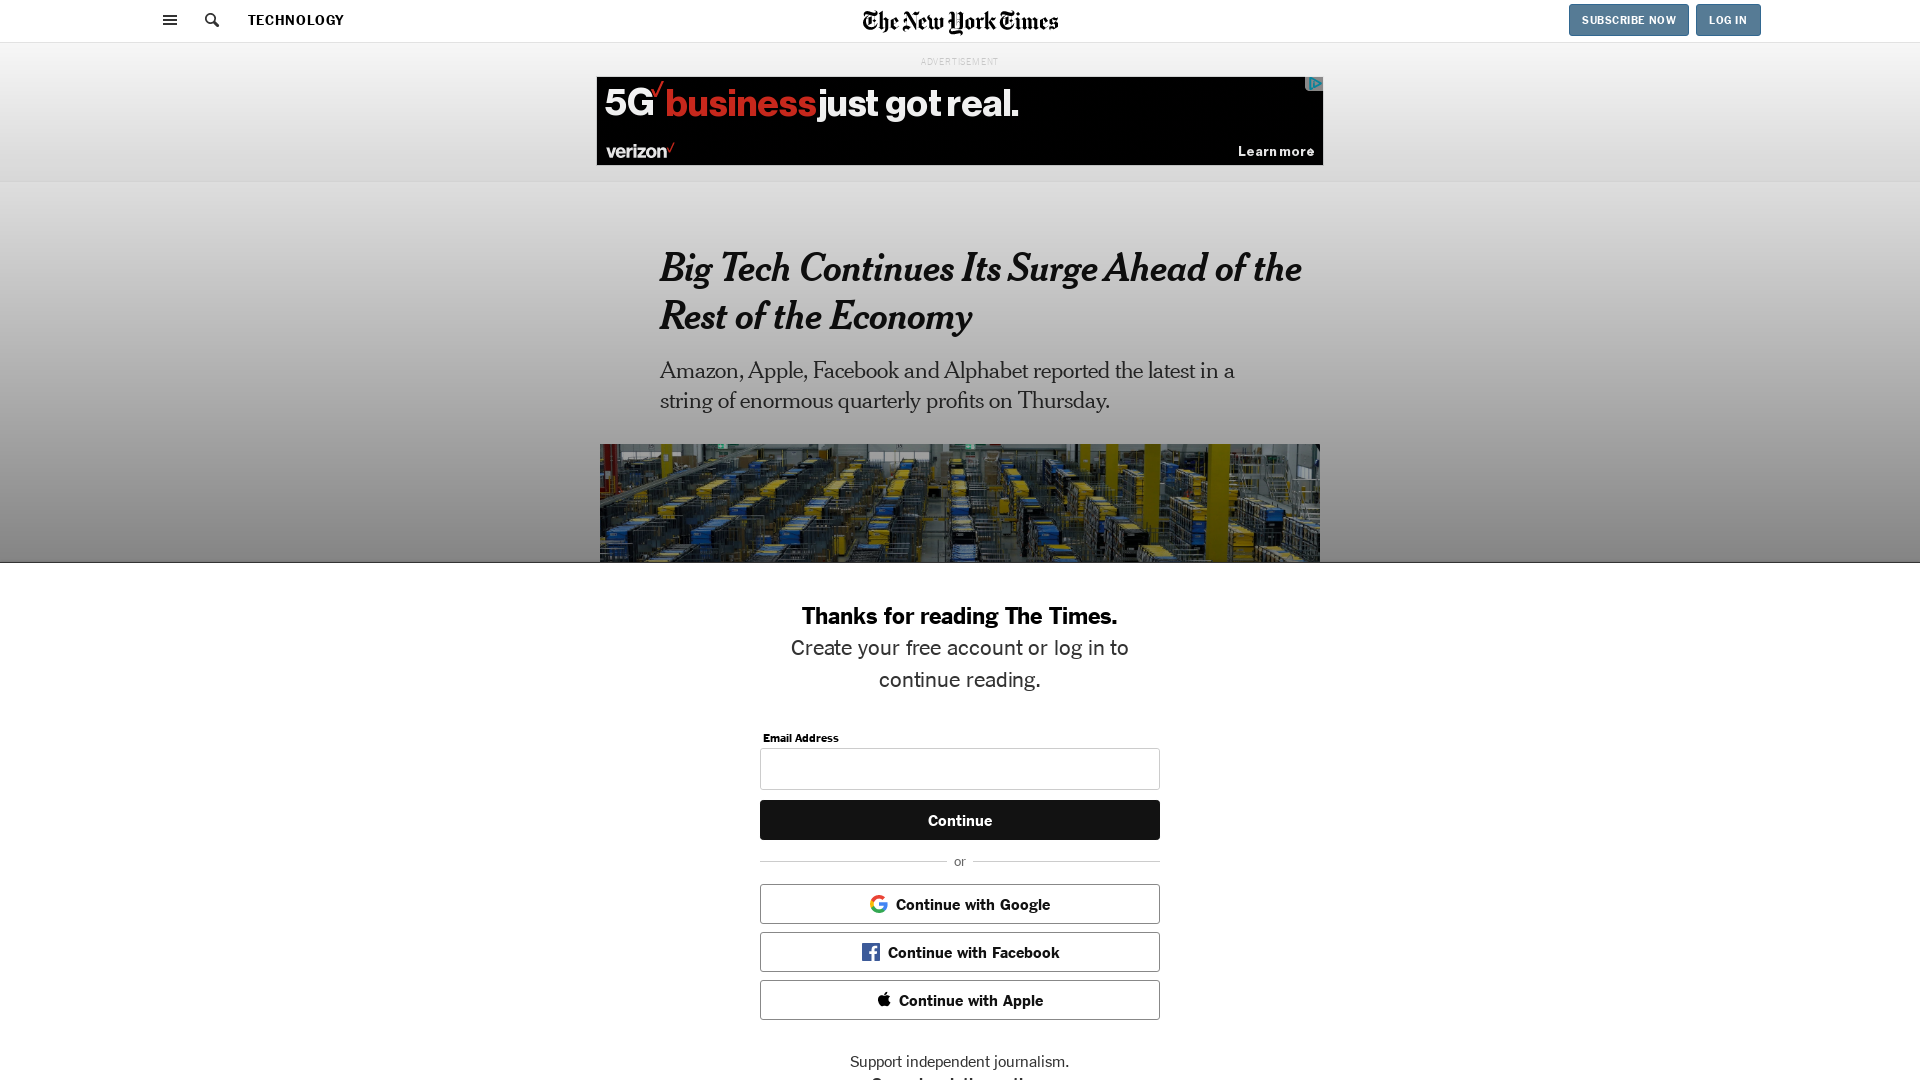 TECHNOLOGY
The New York Times
SUBSCRIBE NOW
LOG IN
ADVERTISEMENT
5G business just got real.
verizon
Learn more
Big Tech Continues Its Surge Ahead of the
Rest of the Economy
Amazon, Apple, Facebook and Alphabet reported the latest in a
string of enormous quarterly profits on Thursday.
Thanks for reading The Times.
Create your free account or log in to
continue reading.
Email Address
Continue
or
Continue with Google
Continue with Facebook
Continue with Apple
Support independent journalism.